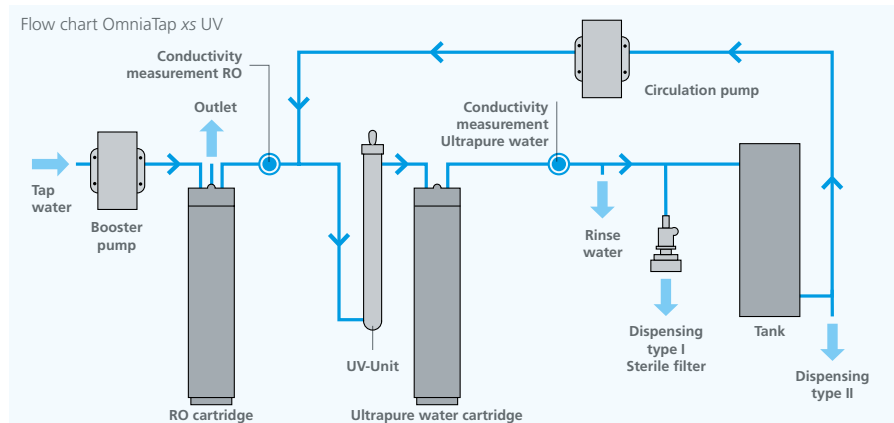 Flow chart OmniaTap xs UV
Conductivity
measurement RO
Outlet
Circulation pump
Conductivity
measurement
Ultrapure water
Tap
water
Booster
pump
Rinse
water
UV-Unit
Dispensing
type I
Sterile filter
Tank
Dispensing
type II
RO cartridge
Ultrapure water cartridge